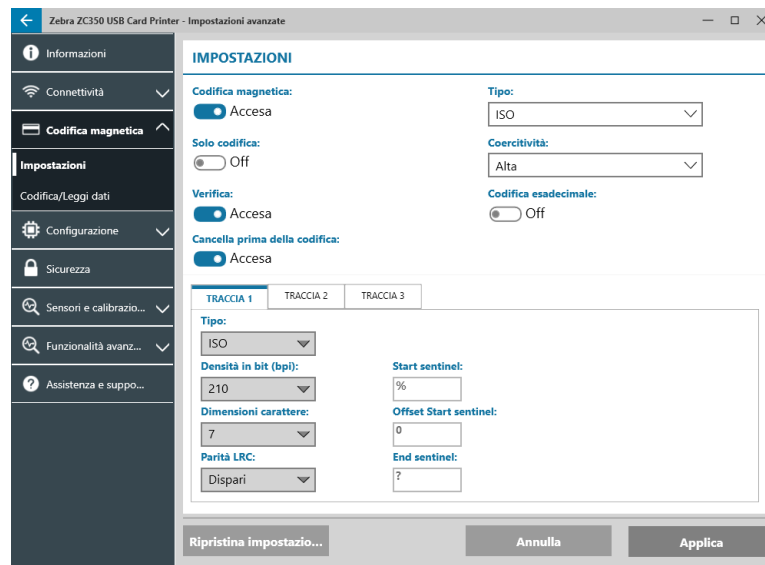 Zebra ZC350 USB Card Printer - Impostazioni avanzate
Informazioni
Connettività
Codifica magnetica
Impostazioni
Codifica/Leggi dati
Configurazione
Sicurezza
Sensori e calibrazio...
Funzionalità avanz...
Assistenza e suppo...
IMPOSTAZIONI
Codifica magnetica:
Accesa
Tipo:
ISO
Solo codifica:
Off
Coercitività:
Alta
Verifica:
Accesa
Codifica esadecimale:
Off
Cancella prima della codifica:
Accesa
TRACCIA 1 TRACCIA 2 TRACCIA 3
Tipo:
ISO
Densità in bit (bpi):
210
Start sentinel:
%
Dimensioni carattere:
7
Offset Start sentinel:
0
Parità LRC:
Dispari
End sentinel:
?
Ripristina impostazio... Annulla Applica